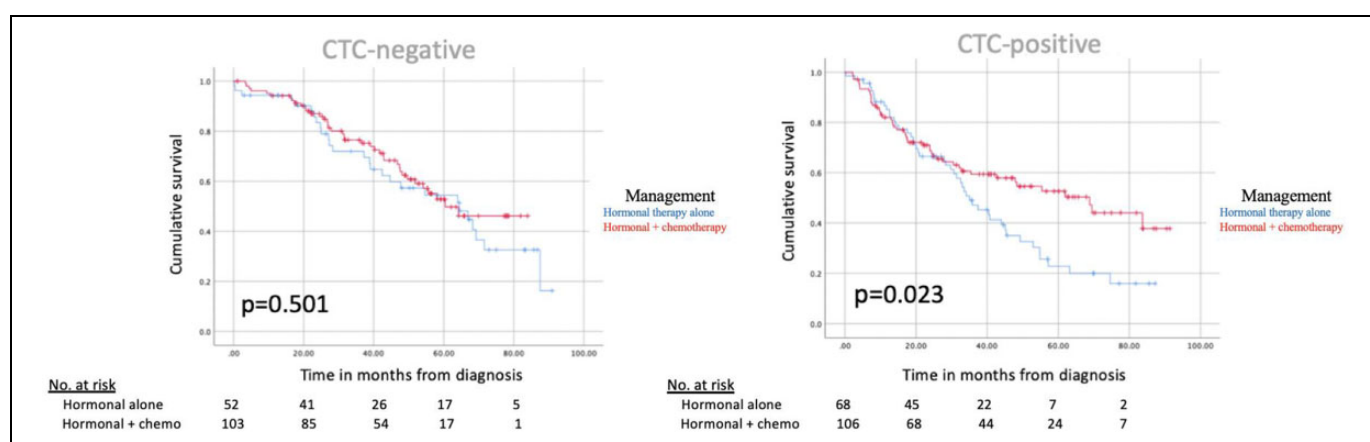 CTC-negative
Cumulative survival
1.0
0.8
0.6
0.4
0.2
0.0
p=0.501
.00 20.00 40.00 60.00 80.00 100.00
Time in months from diagnosis
Management
Hormonal therapy alone
Hormonal + chemotherapy
No. at risk
Hormonal alone 52 41 26 17 5
Hormonal + chemo 103 85 54 17 1
CTC-positive
Cumulative survival
1.0
0.8
0.6
0.4
0.2
0.0
p=0.023
.00 20.00 40.00 60.00 80.00 100.00
Time in months from diagnosis
Management
Hormonal therapy alone
Hormonal + chemotherapy
No. at risk
Hormonal alone 68 45 22 7 2
Hormonal + chemo 106 68 44 24 7